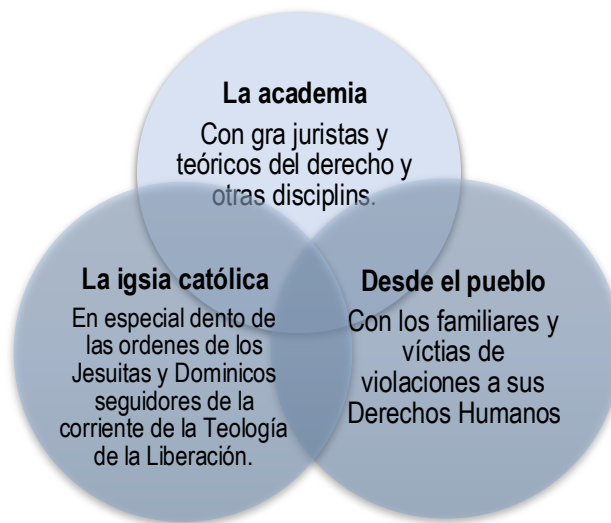 La academia
Con gra juristas y
teóricos del derecho y
otras disciplins.
La igsia católica
En especial dento de
las ordenes de los
Jesuitas y Dominicos
seguidores de la
corriente de la Teología
de la Liberación.
Desde el pueblo
Con los familiares y
víctias de
violaciones a sus
Derechos Humanos